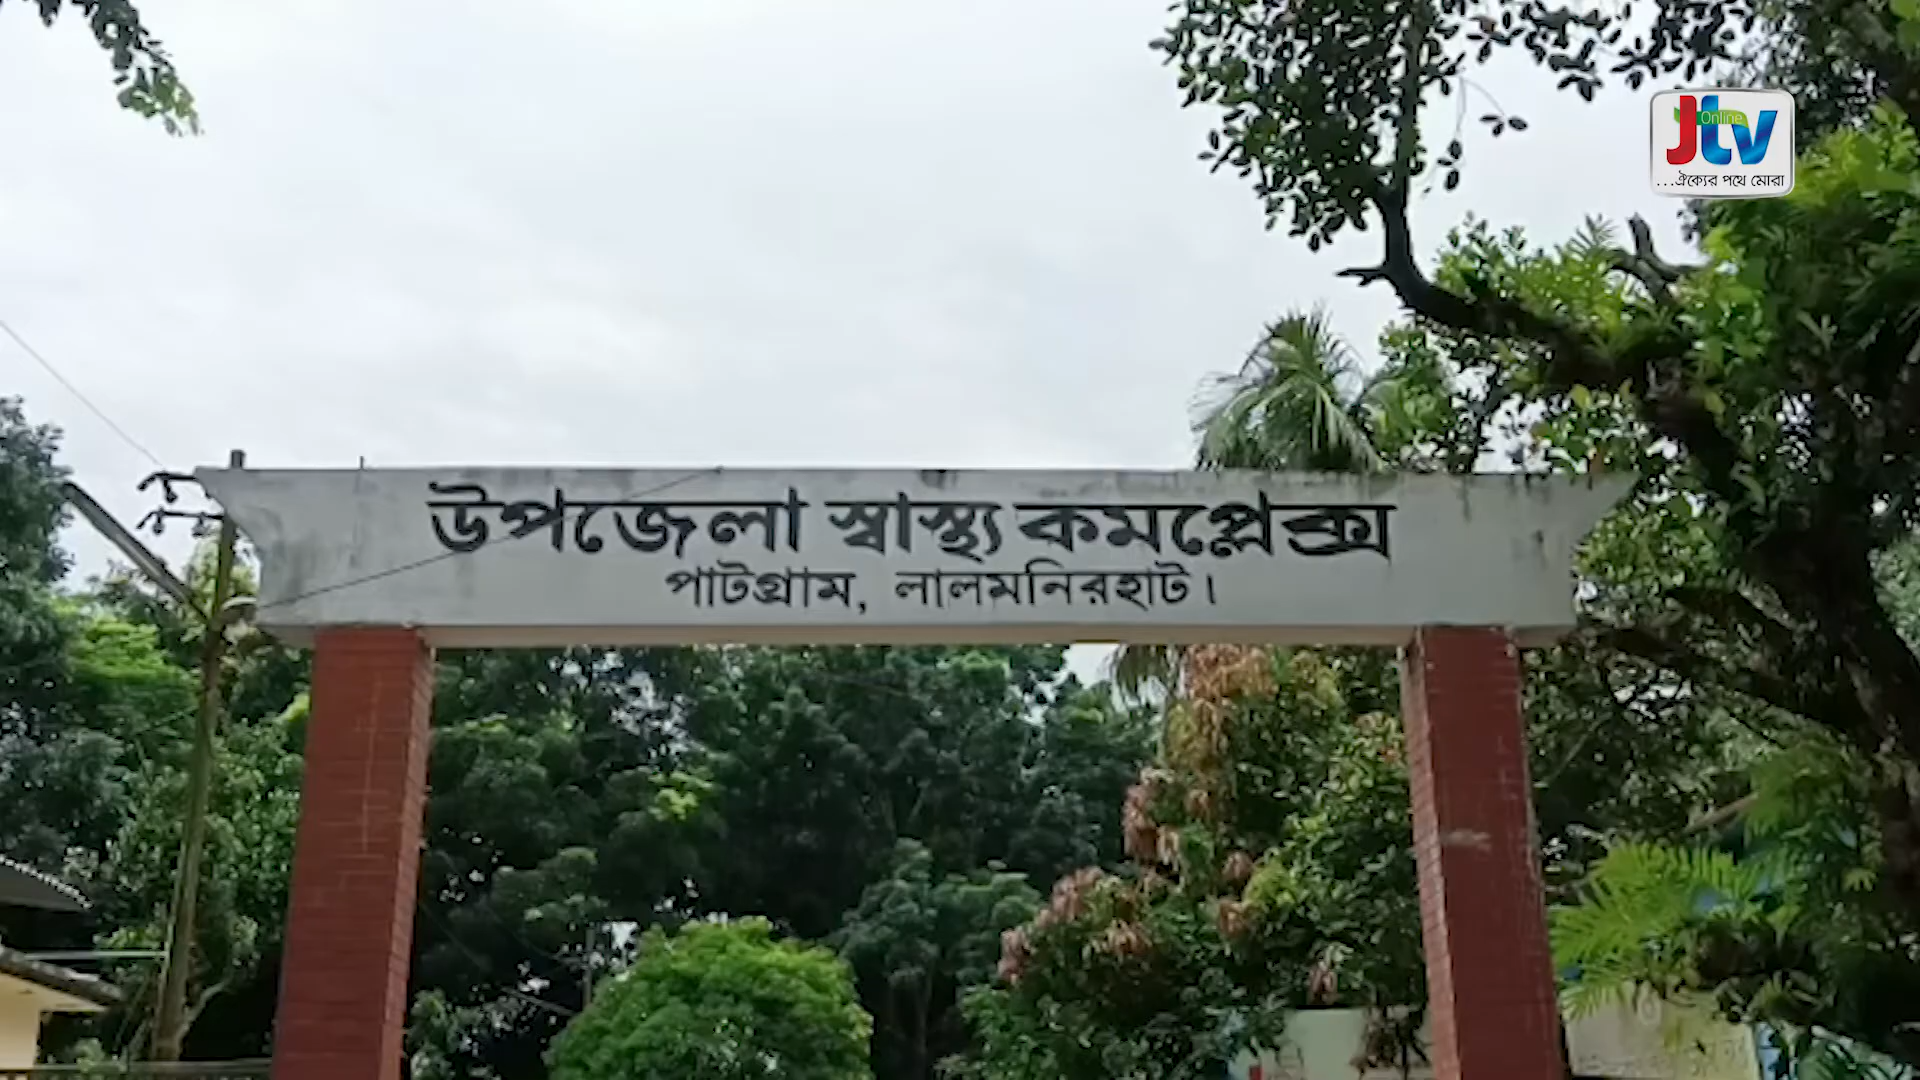 Jtv
Online
...ঐক্যের পথে মোরা
উপজেলা স্বাস্থ্য কমপ্লেক্স
পাটগ্রাম, লালমনিরহাট।